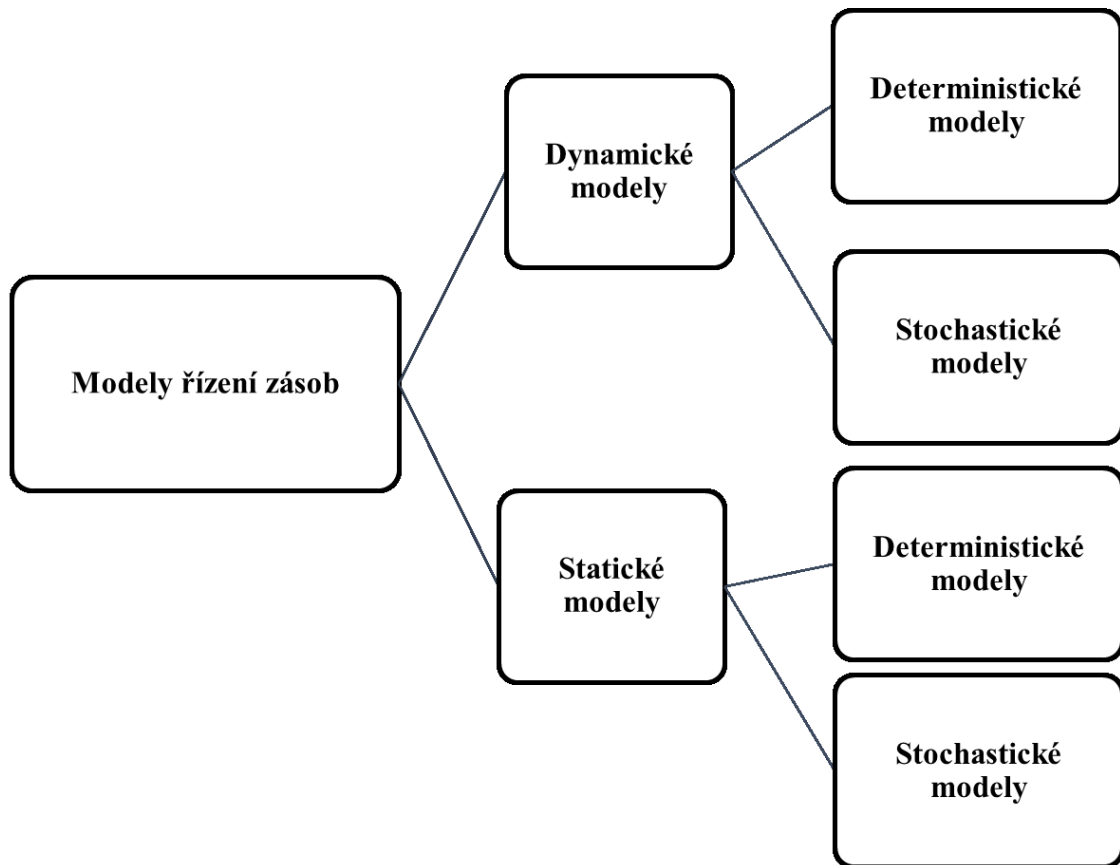 Modely řízení zásob
Dynamické
modely
Deterministické
modely
Stochastické
modely
Statické
modely
Deterministické
modely
Stochastické
modely